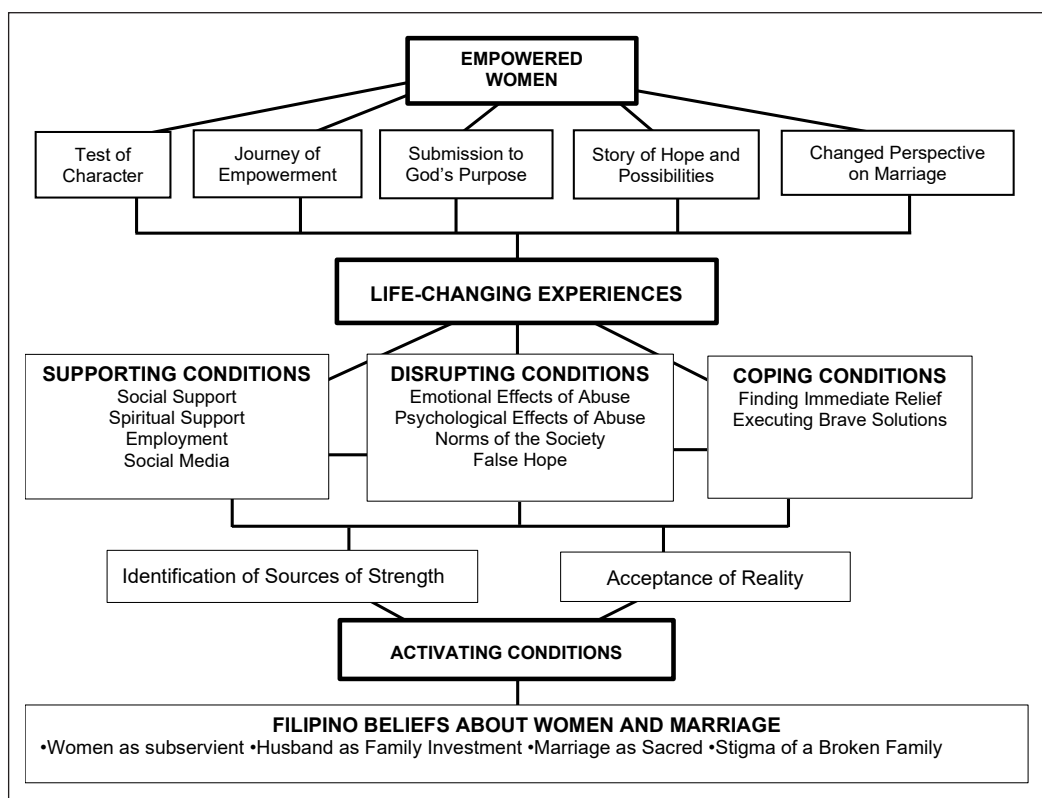 EMPOWERED
WOMEN
Test of
Character
Journey of
Empowerment
Submission to
God’s Purpose
Story of Hope and
Possibilities
Changed Perspective
on Marriage
LIFE-CHANGING EXPERIENCES
SUPPORTING CONDITIONS
Social Support
Spiritual Support
Employment
Social Media
DISRUPTING CONDITIONS
Emotional Effects of Abuse
Psychological Effects of Abuse
Norms of the Society
False Hope
COPING CONDITIONS
Finding Immediate Relief
Executing Brave Solutions
Identification of Sources of Strength
Acceptance of Reality
ACTIVATING CONDITIONS
FILIPINO BELIEFS ABOUT WOMEN AND MARRIAGE
•Women as subservient •Husband as Family Investment •Marriage as Sacred •Stigma of a Broken Family